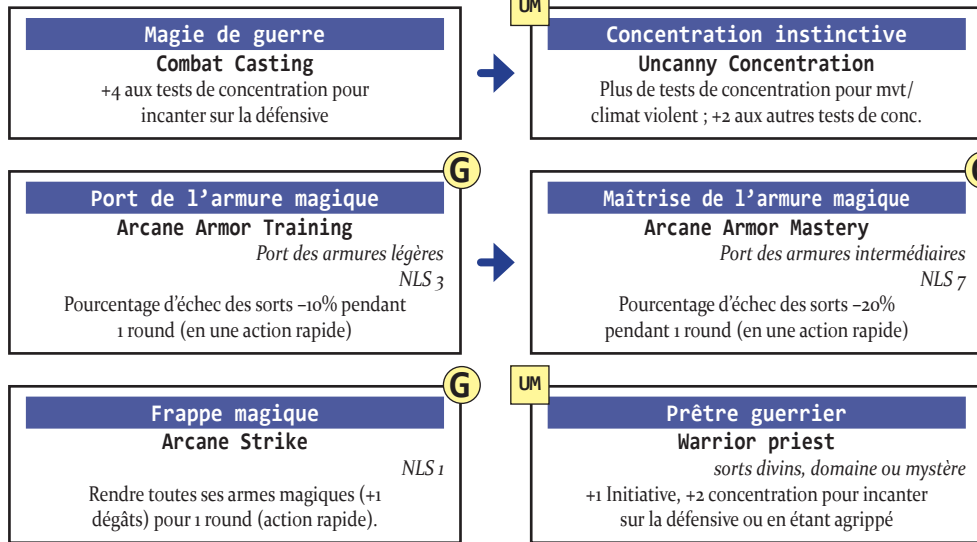 Magie de guerre
Combat Casting
+4 aux tests de concentration pour
incanter sur la défensive
UM
Concentration instinctive
Uncanny Concentration
Plus de tests de concentration pour mvt/
climat violent ; +2 aux autres tests de conc.
G
Port de l’armure magique
Arcane Armor Training
Port des armures légères
NLS 3
Pourcentage d'échec des sorts –10% pendant
1 round (en une action rapide)
Maîtrise de l’armure magique
Arcane Armor Mastery
Port des armures intermédiaires
NLS 7
Pourcentage d'échec des sorts –20%
pendant 1 round (en une action rapide)
G
Frappe magique
Arcane Strike
NLS 1
Rendre toutes ses armes magiques (+1
dégâts) pour 1 round (action rapide).
UM
Prêtre guerrier
Warrior priest
sorts divins, domaine ou mystère
+1 Initiative, +2 concentration pour incanter
sur la défensive ou en étant agrippé